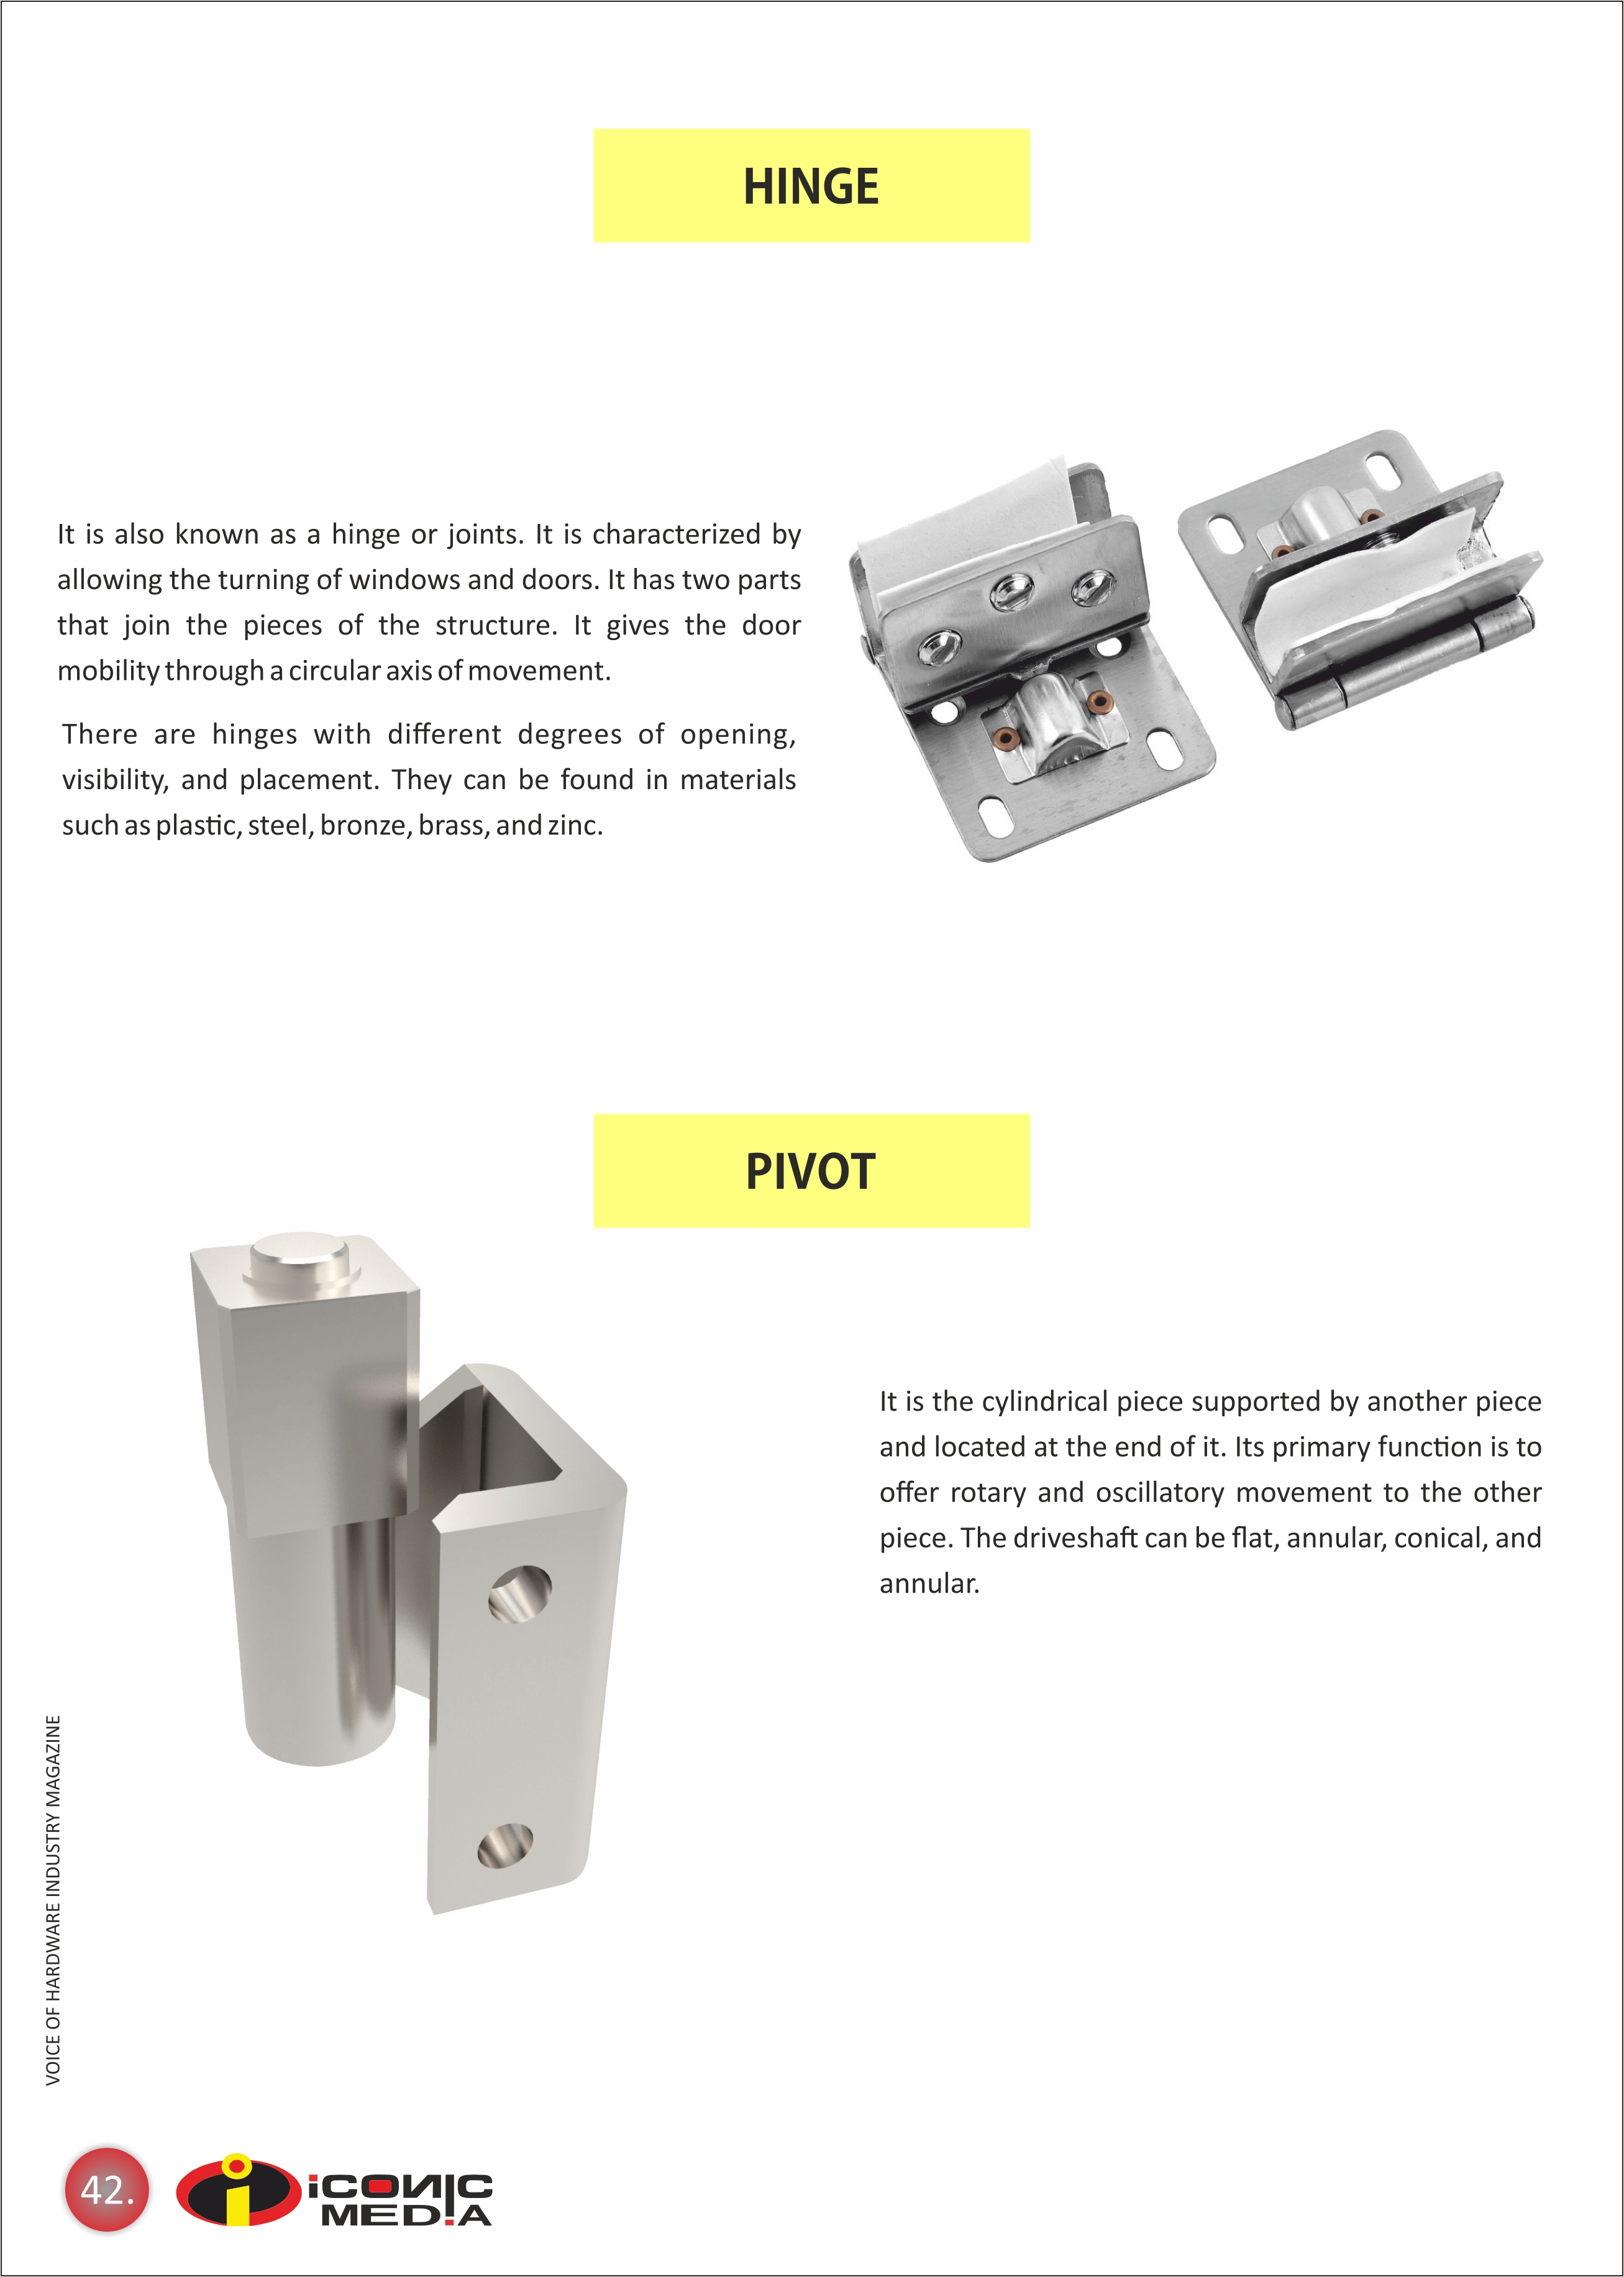 HINGE
It is also known as a hinge or joints. It is characterized by
allowing the turning of windows and doors. It has two parts
that join the pieces of the structure. It gives the door
mobility through a circular axis of movement.
There are hinges with different degrees of opening,
visibility, and placement. They can be found in materials
such as plastic, steel, bronze, brass, and zinc.
PIVOT
It is the cylindrical piece supported by another piece
and located at the end of it. Its primary function is to
offer rotary and oscillatory movement to the other
piece. The driveshaft can be flat, annular, conical, and
annular.
VOICE OF HARDWARE INDUSTRY MAGAZINE
42.
iCONIC
MEDiA